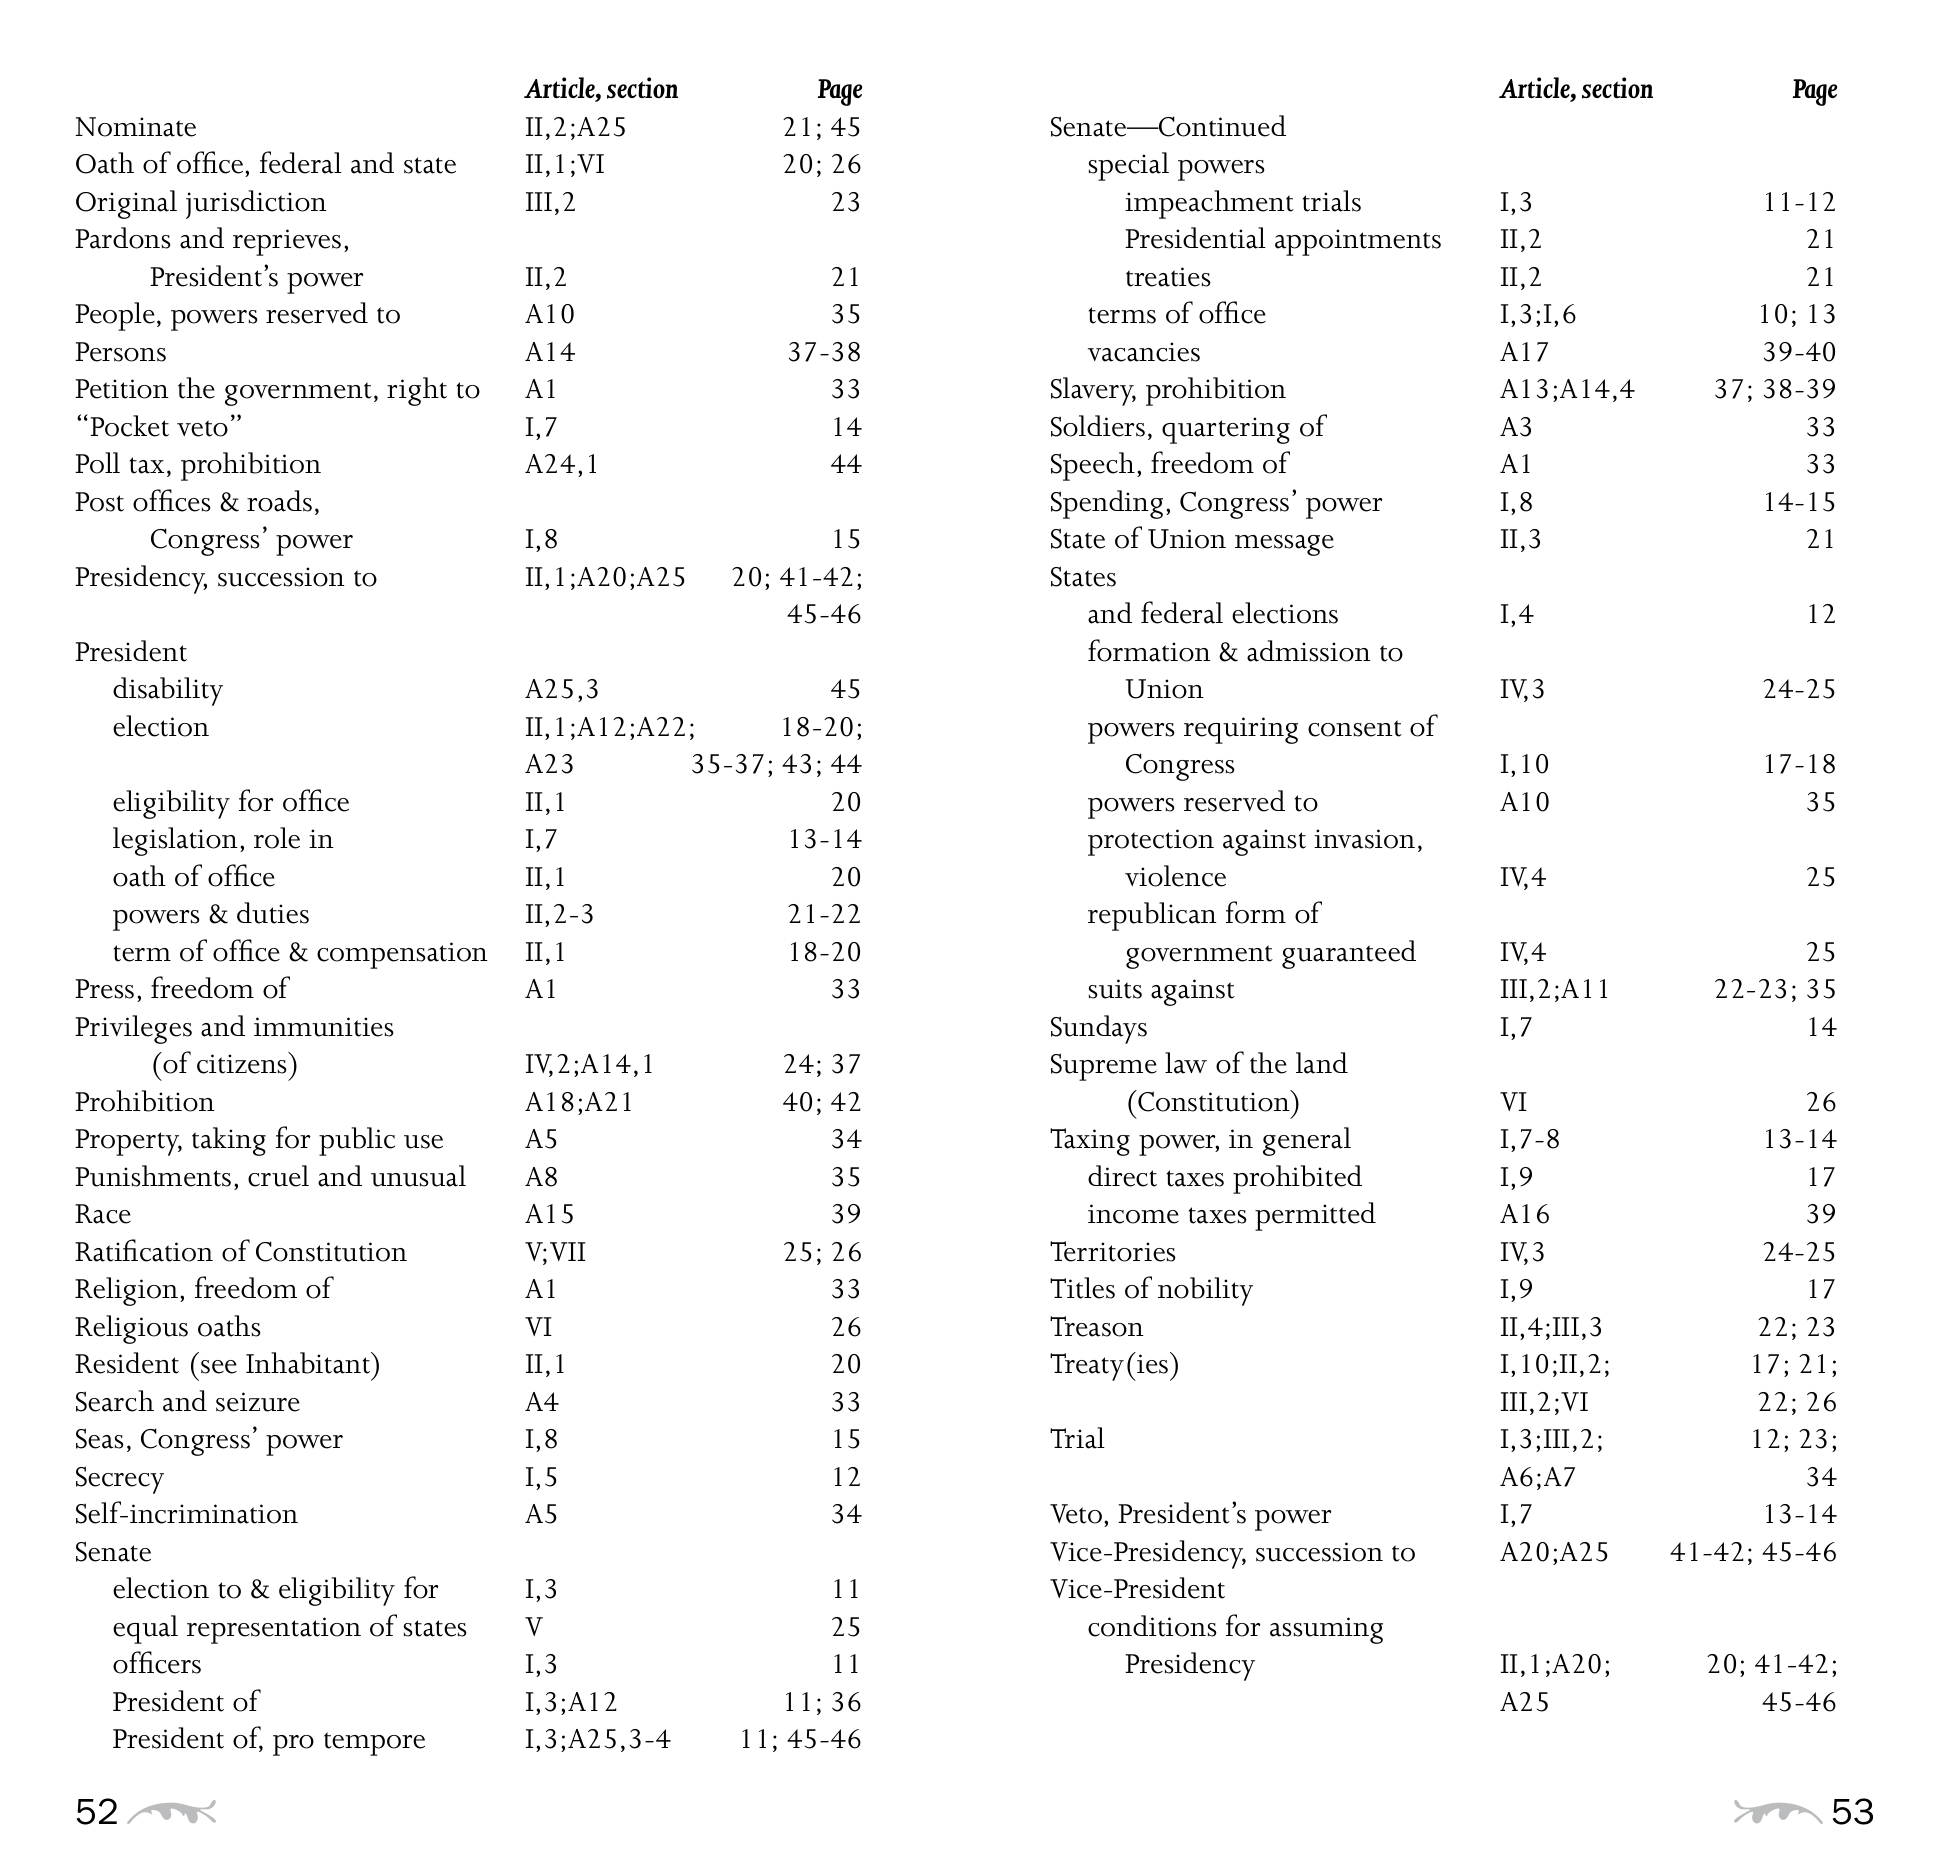 Article, section Page
Nominate II,2;A25 21; 45
Oath of office, federal and state II,1;VI 20; 26
Original jurisdiction III,2 23
Pardons and reprieves,
President’s power II,2 21
People, powers reserved to A10 35
Persons A14 37-38
Petition the government, right to A1 33
“Pocket veto” I,7 14
Poll tax, prohibition A24,1 44
Post offices & roads,
Congress’ power I,8 15
Presidency, succession to II,1;A20;A25 20; 41-42;
45-46
President
disability A25,3 45
election II,1;A12;A22; 18-20;
A23 35-37; 43; 44
eligibility for office II,1 20
legislation, role in I,7 13-14
oath of office II,1 20
powers & duties II,2-3 21-22
term of office & compensation II,1 18-20
Press, freedom of A1 33
Privileges and immunities
(of citizens) IV,2;A14,1 24; 37
Prohibition A18;A21 40; 42
Property, taking for public use A5 34
Punishments, cruel and unusual A8 35
Race A15 39
Ratification of Constitution V;VII 25; 26
Religion, freedom of A1 33
Religious oaths VI 26
Resident (see Inhabitant) II,1 20
Search and seizure A4 33
Seas, Congress’ power I,8 15
Secrecy I,5 12
Self-incrimination A5 34
Senate
election to & eligibility for I,3 11
equal representation of states V 25
officers I,3 11
President of I,3;A12 11; 36
President of, pro tempore I,3;A25,3-4 11; 45-46
52
Article, section Page
Senate—Continued
special powers
impeachment trials I,3 11-12
Presidential appointments II,2 21
treaties II,2 21
terms of office I,3;I,6 10; 13
vacancies A17 39-40
Slavery, prohibition A13;A14,4 37; 38-39
Soldiers, quartering of A3 33
Speech, freedom of A1 33
Spending, Congress’ power I,8 14-15
State of Union message II,3 21
States
and federal elections I,4 12
formation & admission to
Union IV,3 24-25
powers requiring consent of
Congress I,10 17-18
powers reserved to A10 35
protection against invasion,
violence IV,4 25
republican form of
government guaranteed IV,4 25
suits against III,2;A11 22-23; 35
Sundays I,7 14
Supreme law of the land
(Constitution) VI 26
Taxing power, in general I,7-8 13-14
direct taxes prohibited I,9 17
income taxes permitted A16 39
Territories IV,3 24-25
Titles of nobility I,9 17
Treason II,4;III,3 22; 23
Treaty(ies) I,10;II,2; 17; 21;
III,2;VI 22; 26
Trial I,3;III,2; 12; 23;
A6;A7 34
Veto, President’s power I,7 13-14
Vice-Presidency, succession to A20;A25 41-42; 45-46
Vice-President
conditions for assuming
Presidency II,1;A20; 20; 41-42;
A25 45-46
53